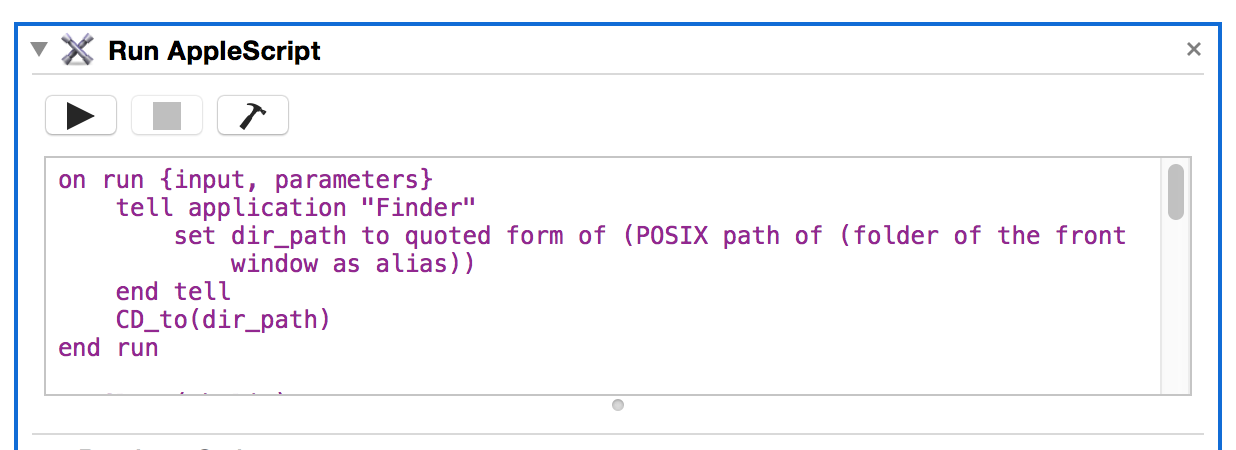 Run AppleScript
on run {input, parameters}
tell application "Finder"
set dir_path to quoted form of (POSIX path of (folder of the front
window as alias))
end tell
CD_to(dir_path)
end run